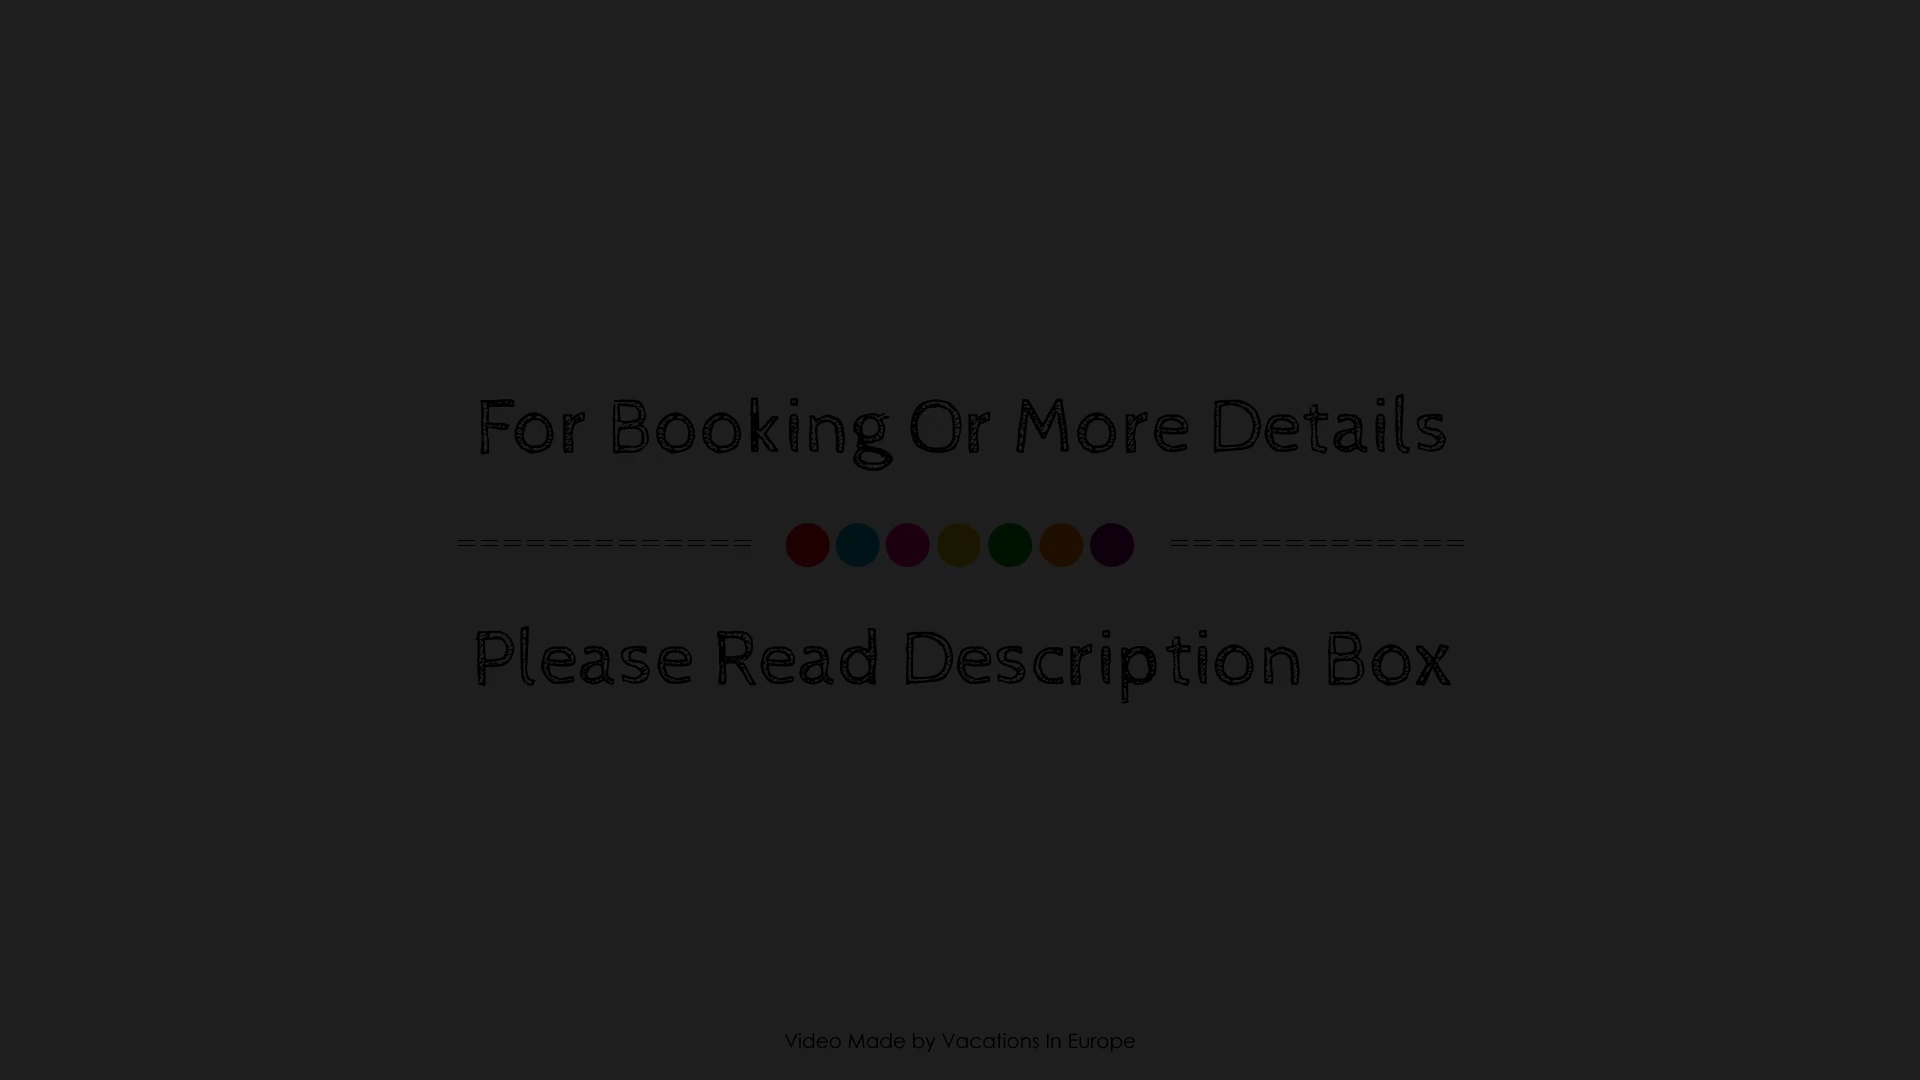 For Booking Or More Details
============= =============
Please Read Description Box
Video Made by Vacations In Europe